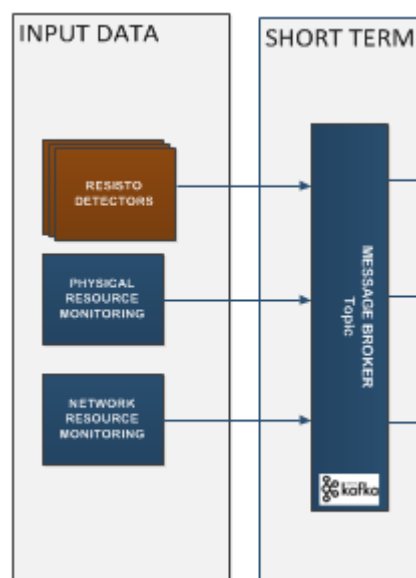 INPUT DATA
SHORT TERM
RESISTO
DETECTORS
PHYSICAL
RESOURCE
MONITORING
NETWORK
RESOURCE
MONITORING
MESSAGE BROKER
Topic
kafka